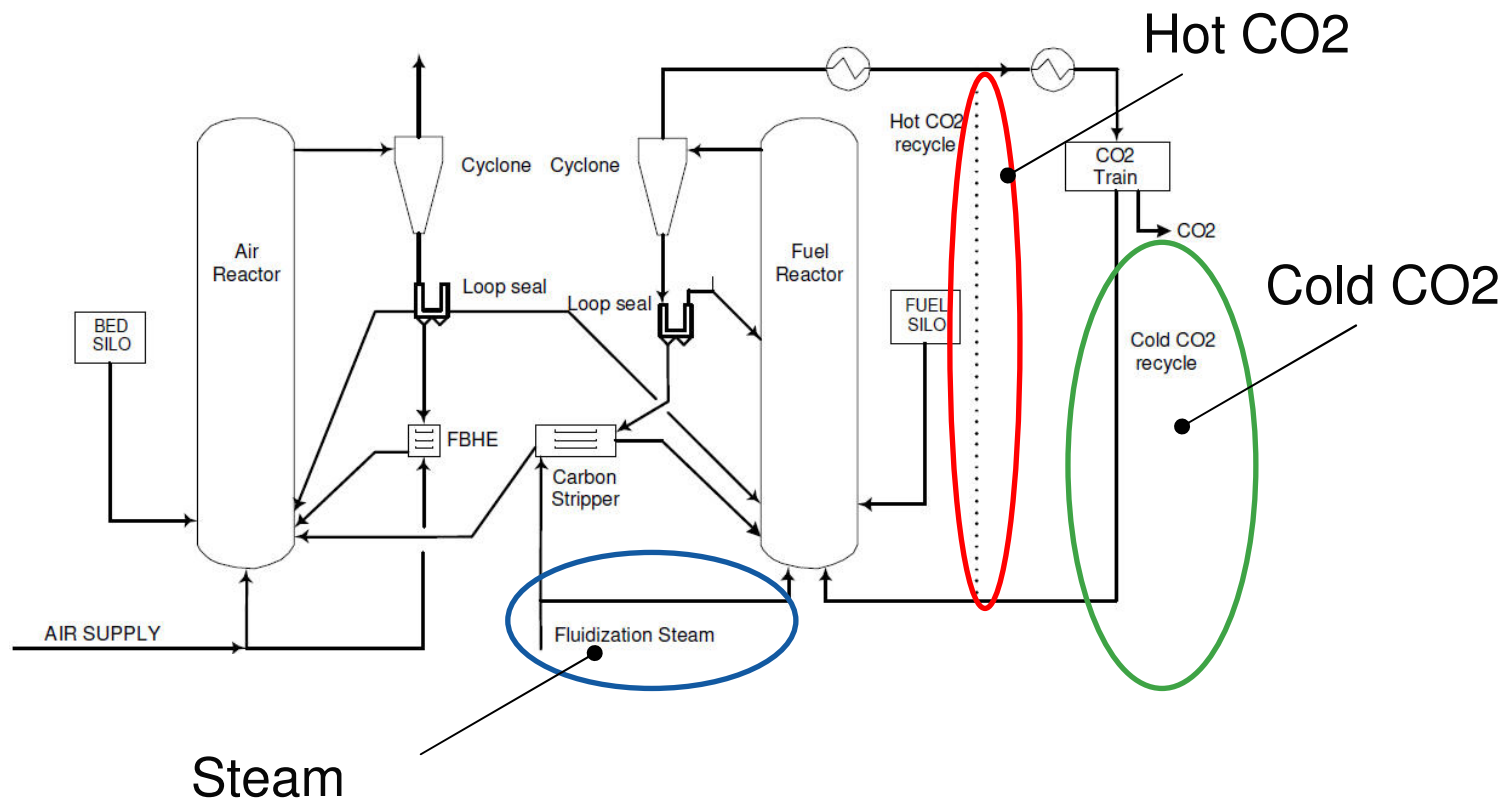 Hot CO2
Hot CO2
recycle
CO2
Train
Cyclone
Cyclone
CO2
Air
Reactor
Fuel
Reactor
Cold CO2
Loop seal
Loop seal
FUEL
SILO
BED
SILO
Cold CO2
recycle
FBHE
Carbon
Stripper
AIR SUPPLY
Fluidization Steam
Steam